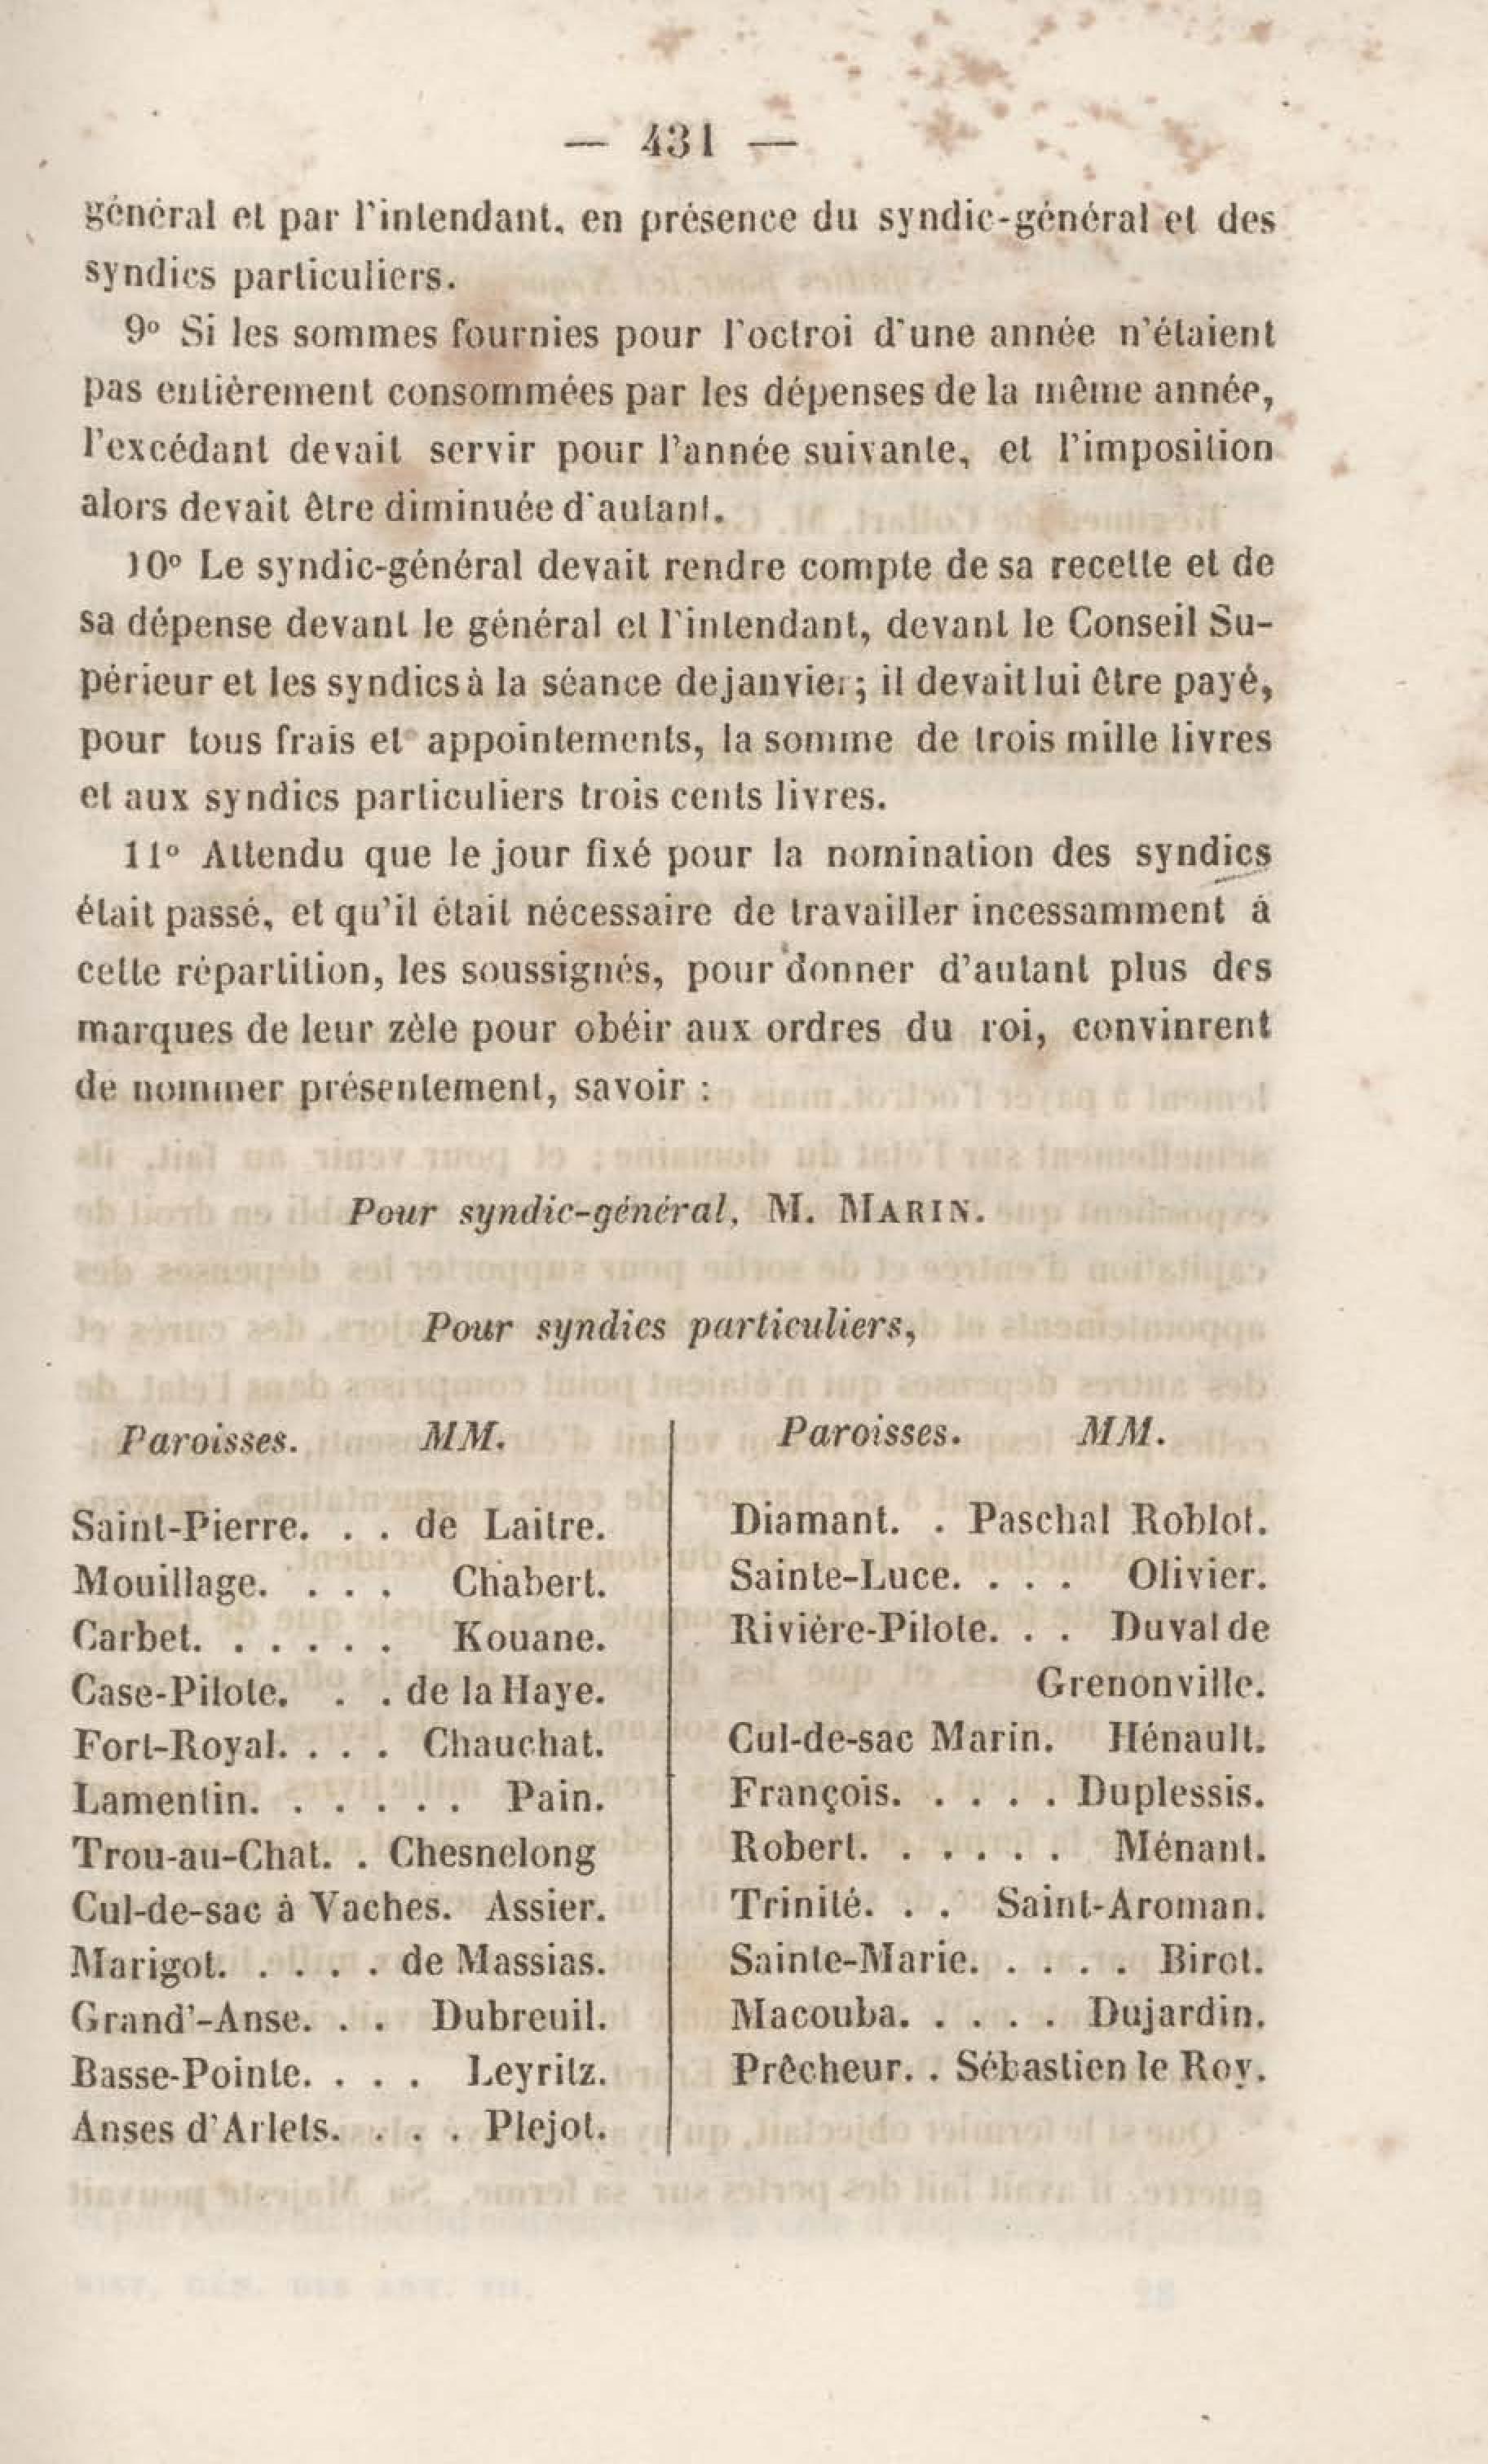 — 431 —
général et par l'intendant, en présence du syndic-général et des
syndics particuliers.
9º Si les sommes fournies pour l'octroi d'une année n'étaient
pas entièrement consommées par les dépenses de la même année,
l'excédant devait servir pour l'année suivante, et l'imposition
alors devait être diminuée d'autant.
10º Le syndic-général devait rendre compte de sa recette et de
sa dépense devant le général et l'intendant, devant le Conseil Su-
périeur et les syndics à la séance de janvier; il devait lui être payé,
pour tous frais et appointements, la somme de trois mille livres
et aux syndics particuliers trois cents livres.
11º Attendu que le jour fixé pour la nomination des syndics
était passé, et qu'il était nécessaire de travailler incessamment à
cette répartition, les soussignés, pour donner d'autant plus des
marques de leur zèle pour obéir aux ordres du roi, convinrent
de nommer présentement, savoir :
Pour syndic-général, M. MARIN.
Pour syndics particuliers,
Paroisses. MM.
Saint-Pierre. . . de Laitre.
Mouillage. . . . Chabert.
Carbet. . . . . . Kouane.
Case-Pilote. . . de la Haye.
Fort-Royal. . . . Chauchat.
Lamentin. . . . . . Pain.
Trou-au-Chat. . Chesnelong
Cul-de-sac à Vaches. Assier.
Marigot. . . . . de Massias.
Grand'-Anse. . . Dubreuil.
Basse-Pointe. . . . Leyritz.
Anses d'Arlets. . . . Plejot.
Paroisses. MM.
Diamant. . Paschal Roblot.
Sainte-Luce. . . . Olivier.
Rivière-Pilote. . . Duval de
Grenonville.
Cul-de-sac Marin. Hénault.
François. . . . . Duplessis.
Robert. . . . . . Ménant.
Trinité. . . Saint-Aroman.
Sainte-Marie. . . . . Birot.
Macouba. . . . . Dujardin.
Prêcheur. . Sébastien le Roy.